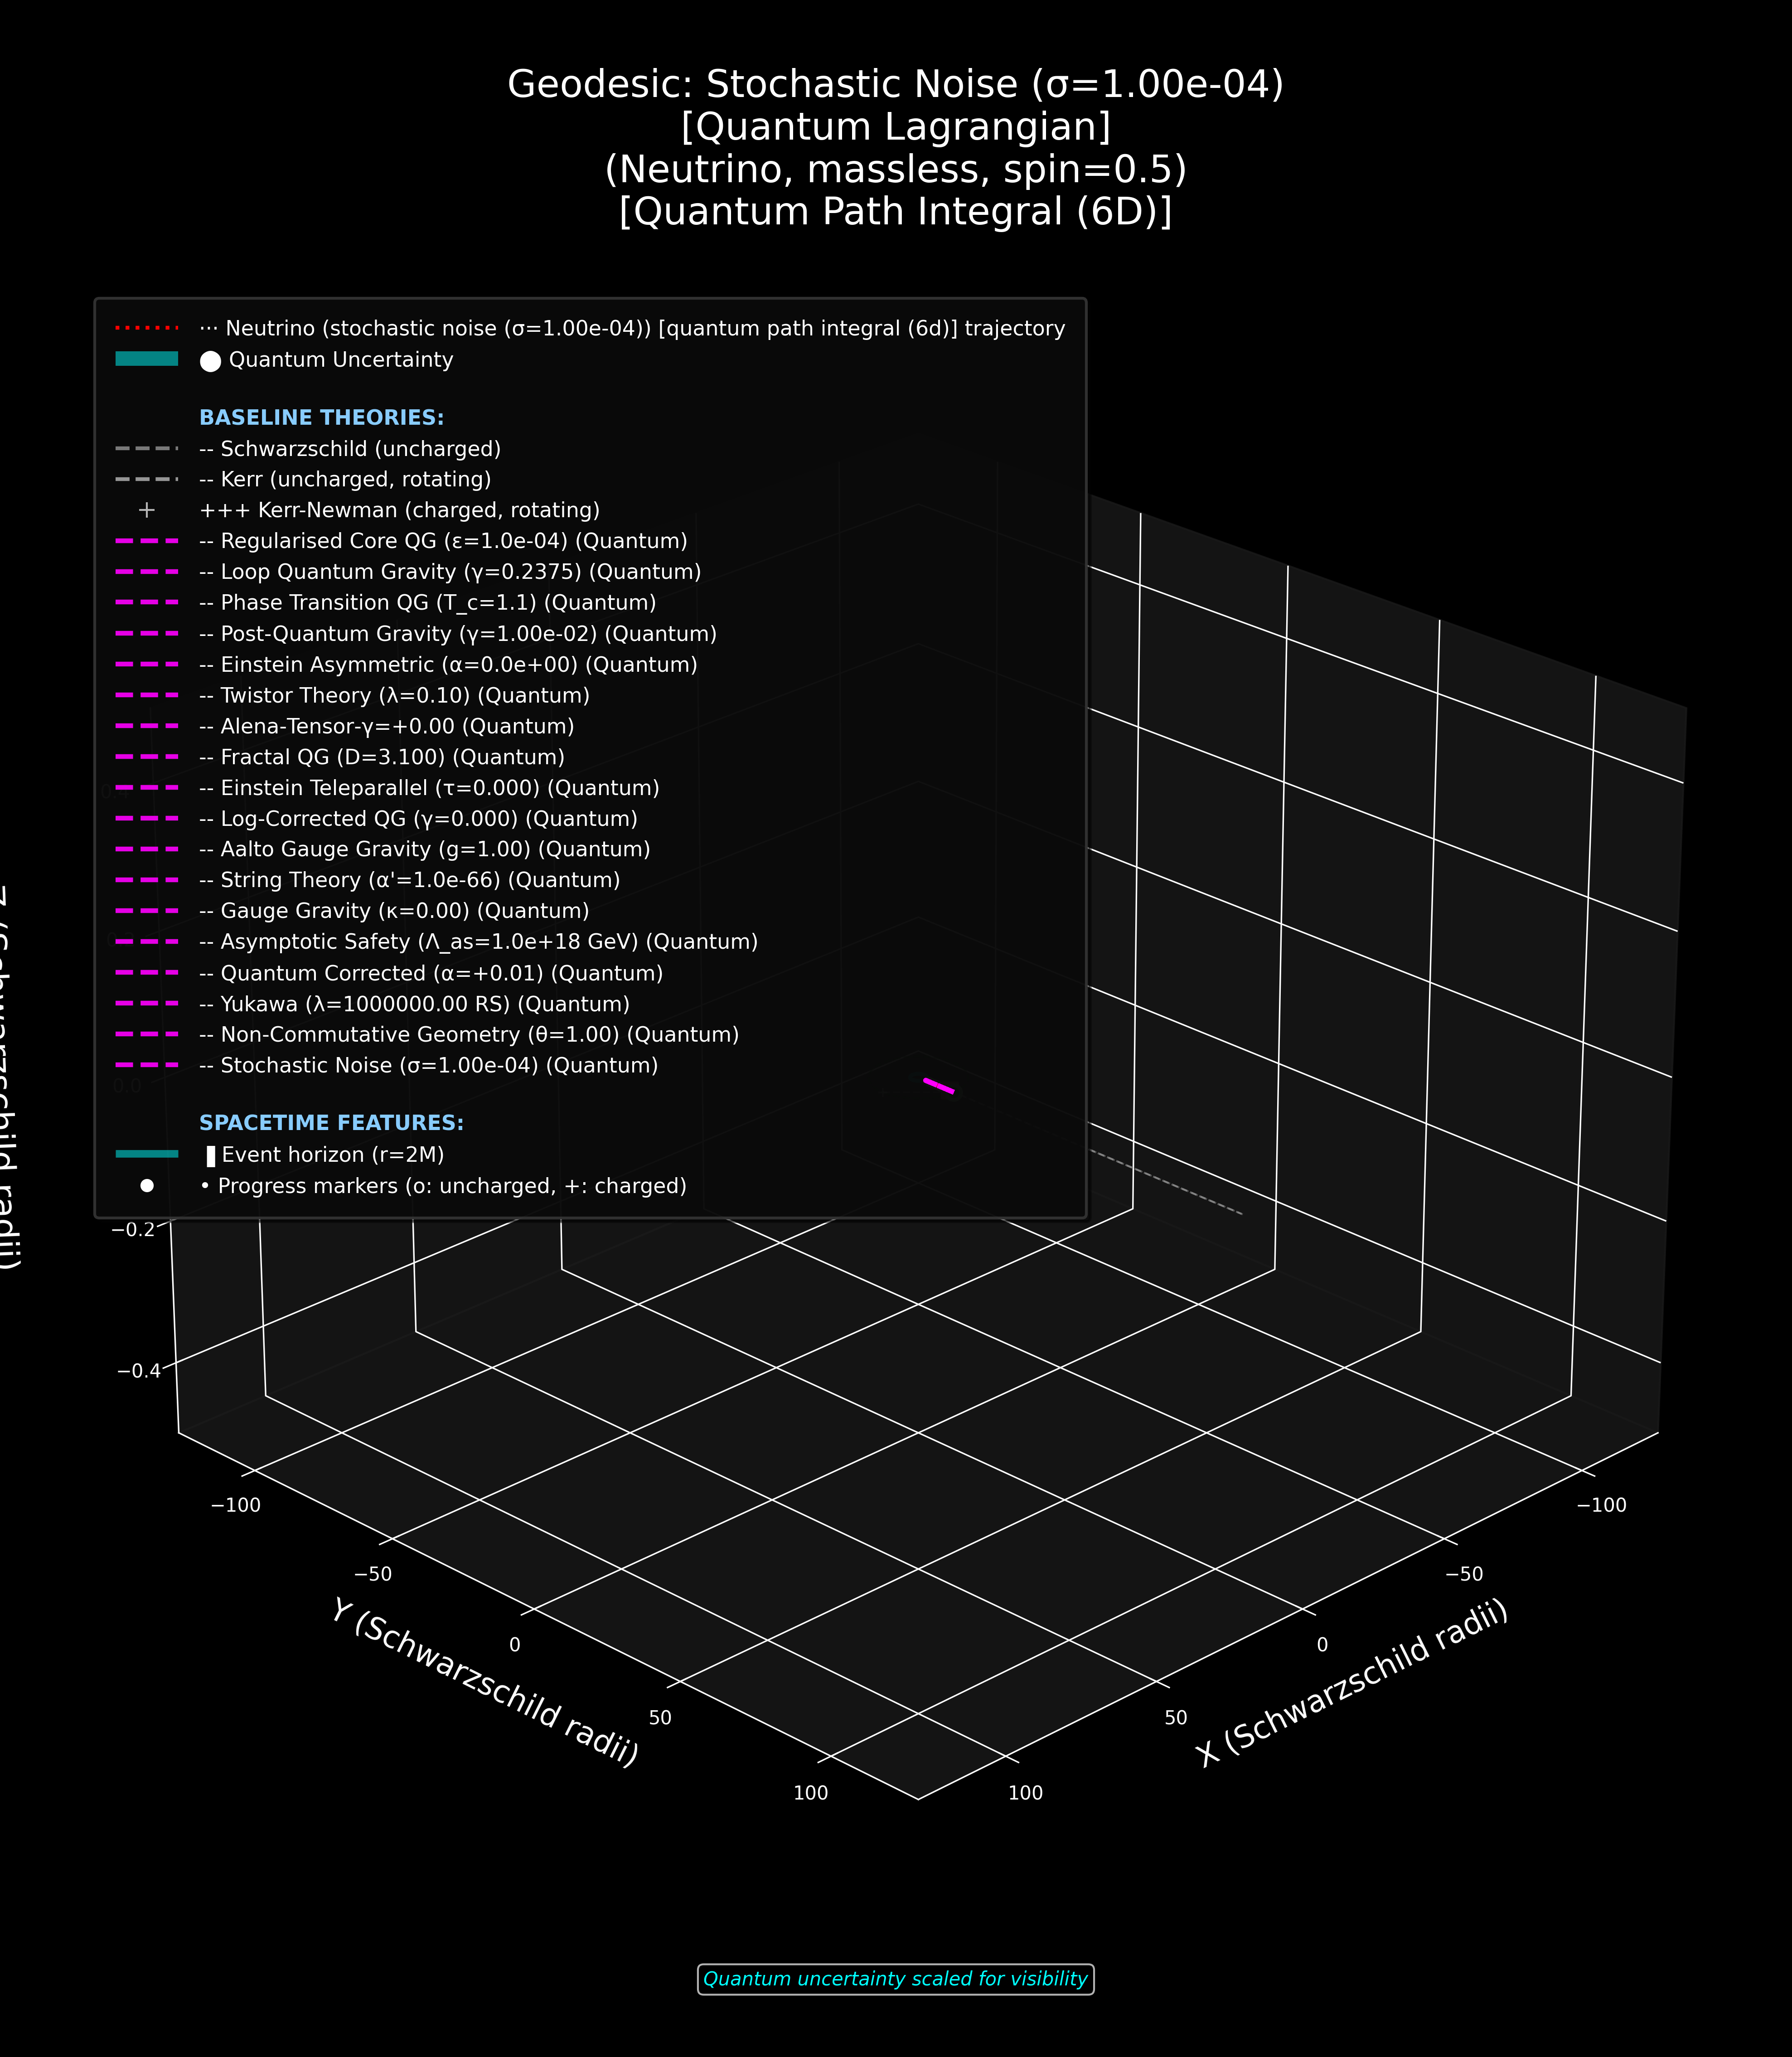 Geodesic: Stochastic Noise (σ=1.00e-04)
[Quantum Lagrangian]
(Neutrino, massless, spin=0.5)
[Quantum Path Integral (6D)]
··· Neutrino (stochastic noise (σ=1.00e-04)) [quantum path integral (6d)] trajectory
⬤ Quantum Uncertainty
BASELINE THEORIES:
-- Schwarzschild (uncharged)
-- Kerr (uncharged, rotating)
+++ Kerr-Newman (charged, rotating)
-- Regularised Core QG (ε=1.0e-04) (Quantum)
-- Loop Quantum Gravity (γ=0.2375) (Quantum)
-- Phase Transition QG (T_c=1.1) (Quantum)
-- Post-Quantum Gravity (γ=1.00e-02) (Quantum)
-- Einstein Asymmetric (α=0.0e+00) (Quantum)
-- Twistor Theory (λ=0.10) (Quantum)
-- Alena-Tensor-γ=+0.00 (Quantum)
-- Fractal QG (D=3.100) (Quantum)
-- Einstein Teleparallel (τ=0.000) (Quantum)
-- Log-Corrected QG (γ=0.000) (Quantum)
-- Aalto Gauge Gravity (g=1.00) (Quantum)
-- String Theory (α'=1.0e-66) (Quantum)
-- Gauge Gravity (κ=0.00) (Quantum)
-- Asymptotic Safety (Λ_as=1.0e+18 GeV) (Quantum)
-- Quantum Corrected (α=+0.01) (Quantum)
-- Yukawa (λ=1000000.00 RS) (Quantum)
-- Non-Commutative Geometry (θ=1.00) (Quantum)
-- Stochastic Noise (σ=1.00e-04) (Quantum)
SPACETIME FEATURES:
▐ Event horizon (r=2M)
• Progress markers (o: uncharged, +: charged)
Z (Schwarzschild radii)
0.0
−0.2
−0.4
−100
−50
0
50
100
Y (Schwarzschild radii)
−100
−50
0
50
100
X (Schwarzschild radii)
Quantum uncertainty scaled for visibility